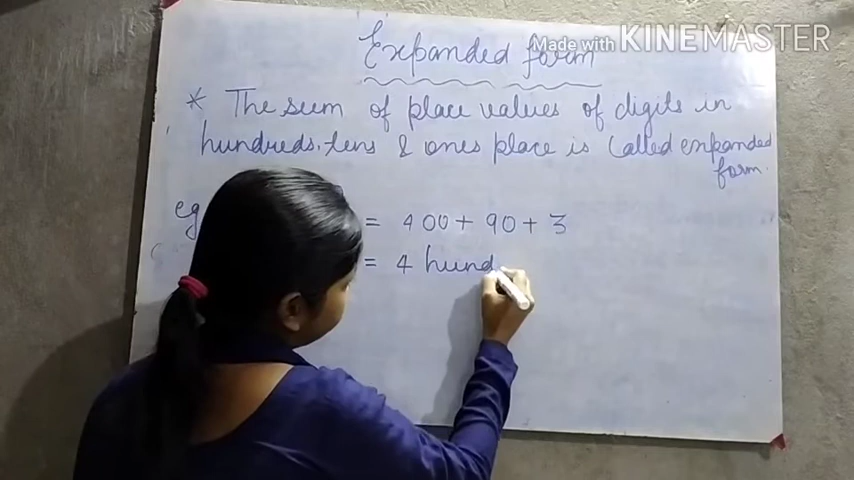 Expanded form
Made with KINEMASTER
* The sum of place values of digits in
hundreds, tens & ones place is called expanded
form.
eg = 400 + 90 + 3
= 4 hund